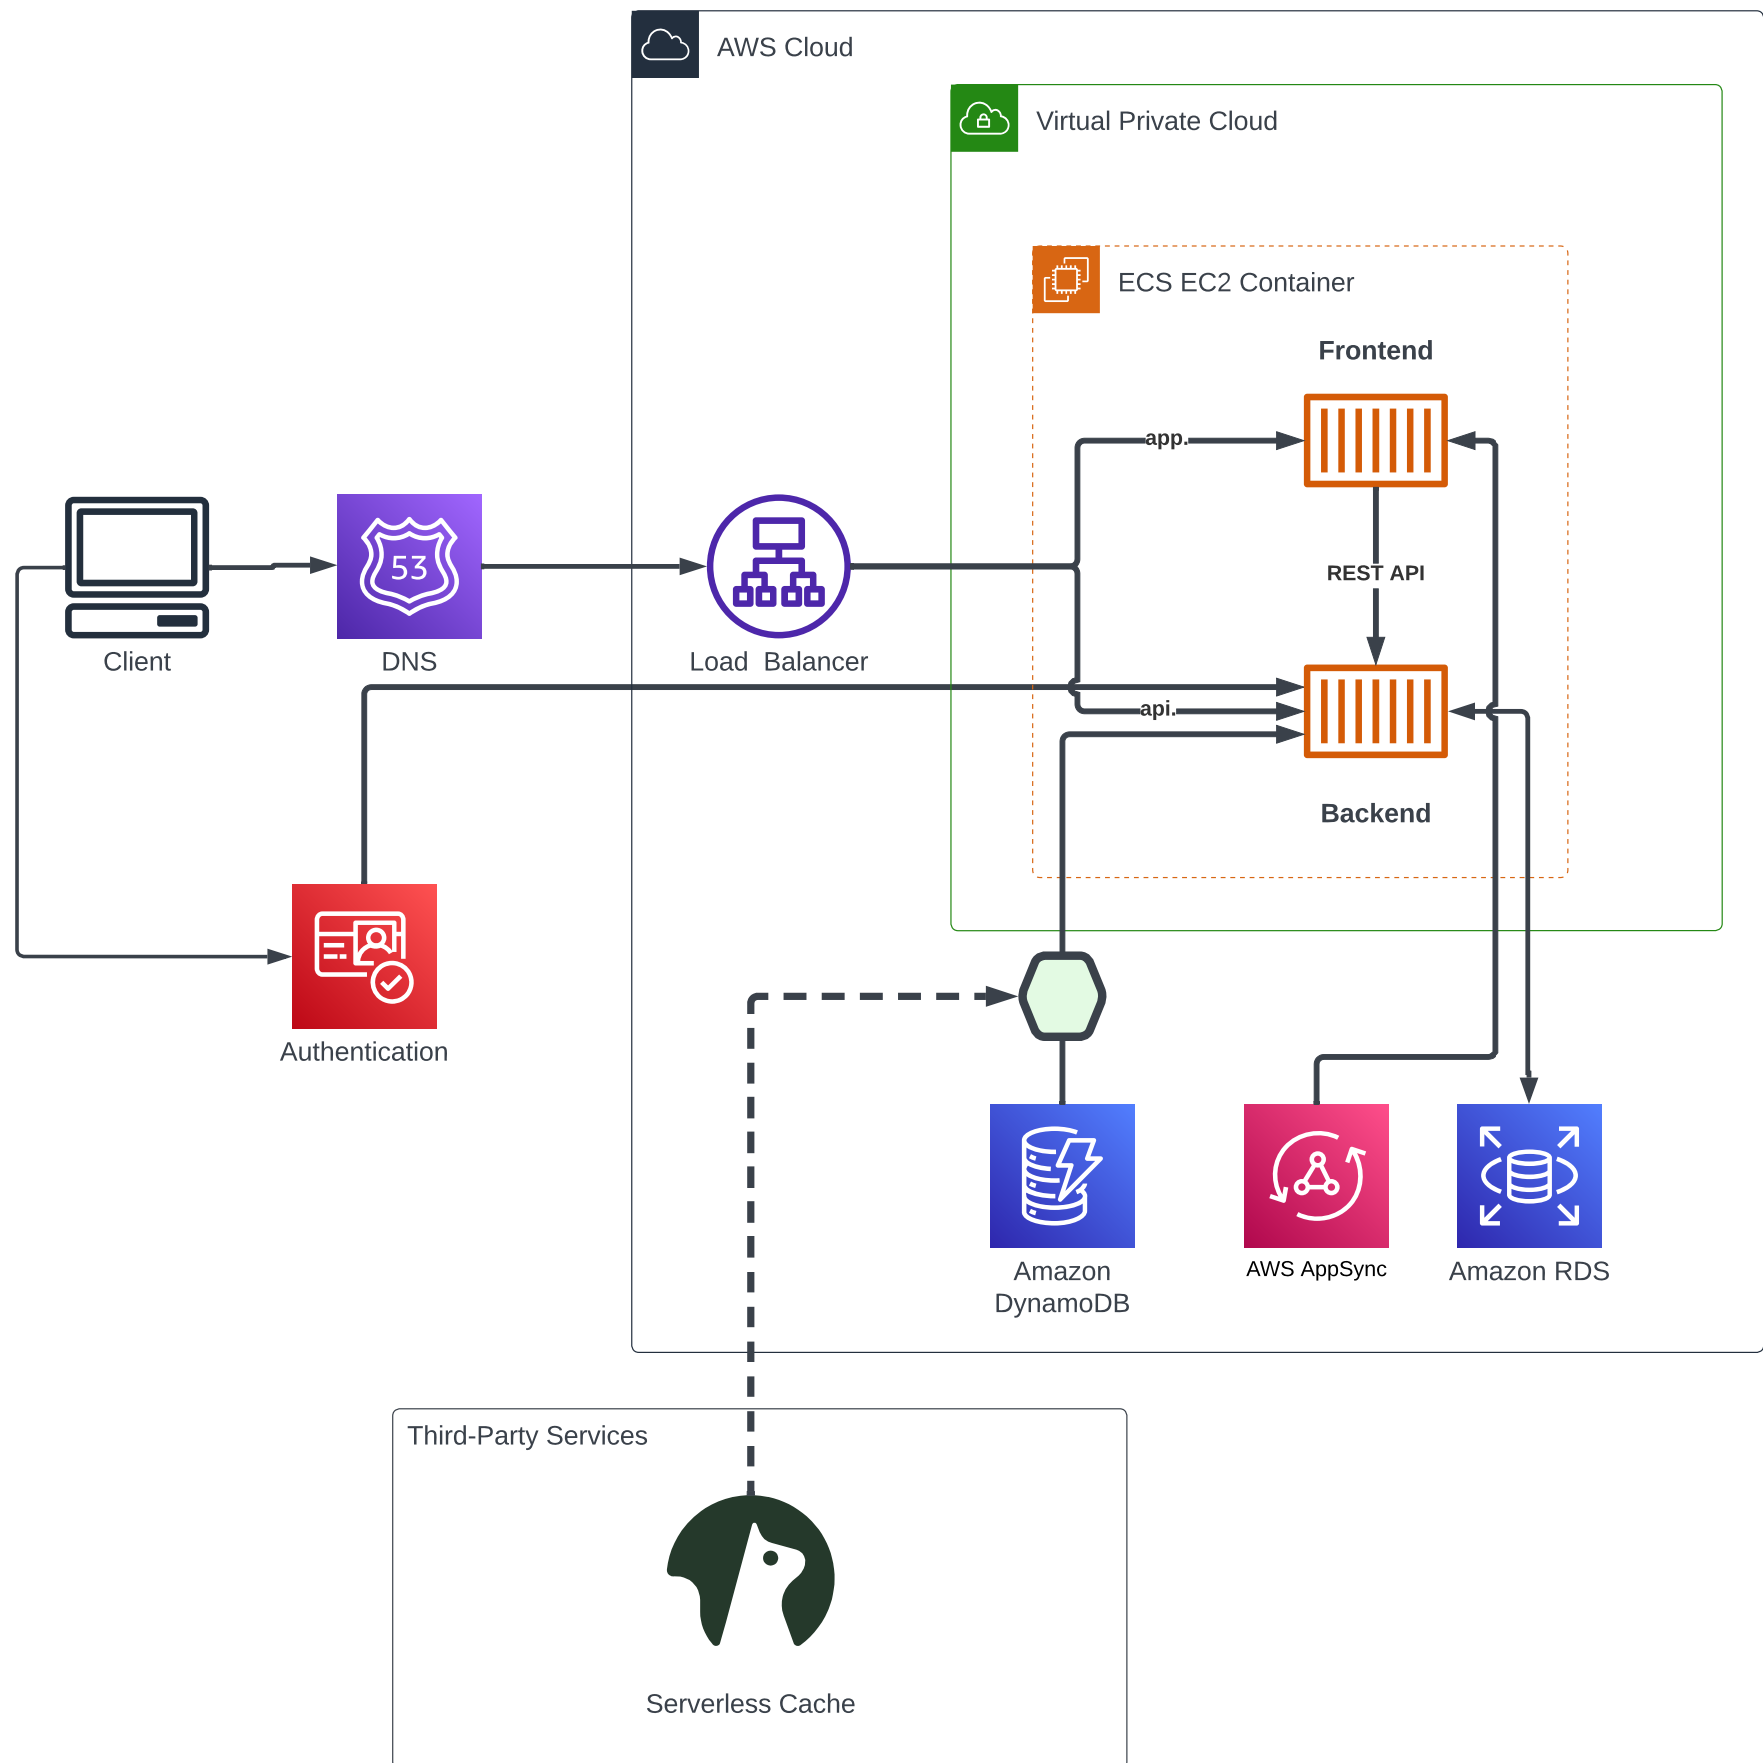 AWS Cloud
Virtual Private Cloud
ECS EC2 Container
Frontend
app.
53
REST API
Client
DNS
Load Balancer
api.
Backend
Authentication
Amazon
DynamoDB
AWS AppSync
Amazon RDS
Third-Party Services
Serverless Cache